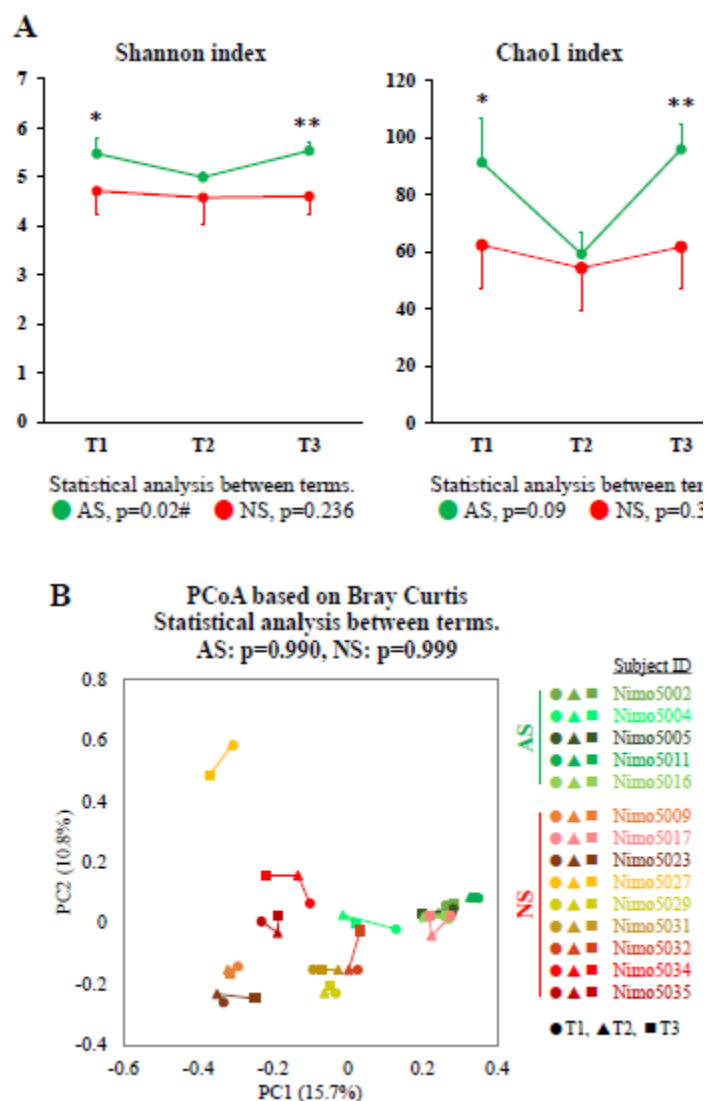 A
Shannon index
Chao1 index
7
6
5
4
3
2
1
0
*
**
T1
T2
T3
120
100
80
60
40
20
0
*
**
T1
T2
T3
Statistical analysis between terms.
AS, p=0.02# NS, p=0.236
Statistical analysis between ter
AS, p=0.09 NS, p=0.3
B
PCoA based on Bray Curtis
Statistical analysis between terms.
AS: p=0.990, NS: p=0.999
0.8
0.6
0.4
0.2
0
-0.2
-0.4
PC2 (10.8%)
-0.6
-0.4
-0.2
0
0.2
0.4
PC1 (15.7%)
Subject ID
AS
Nimo5002
Nimo5004
Nimo5005
Nimo5011
Nimo5016
NS
Nimo5009
Nimo5017
Nimo5023
Nimo5027
Nimo5029
Nimo5031
Nimo5032
Nimo5034
Nimo5035
T1, T2, T3